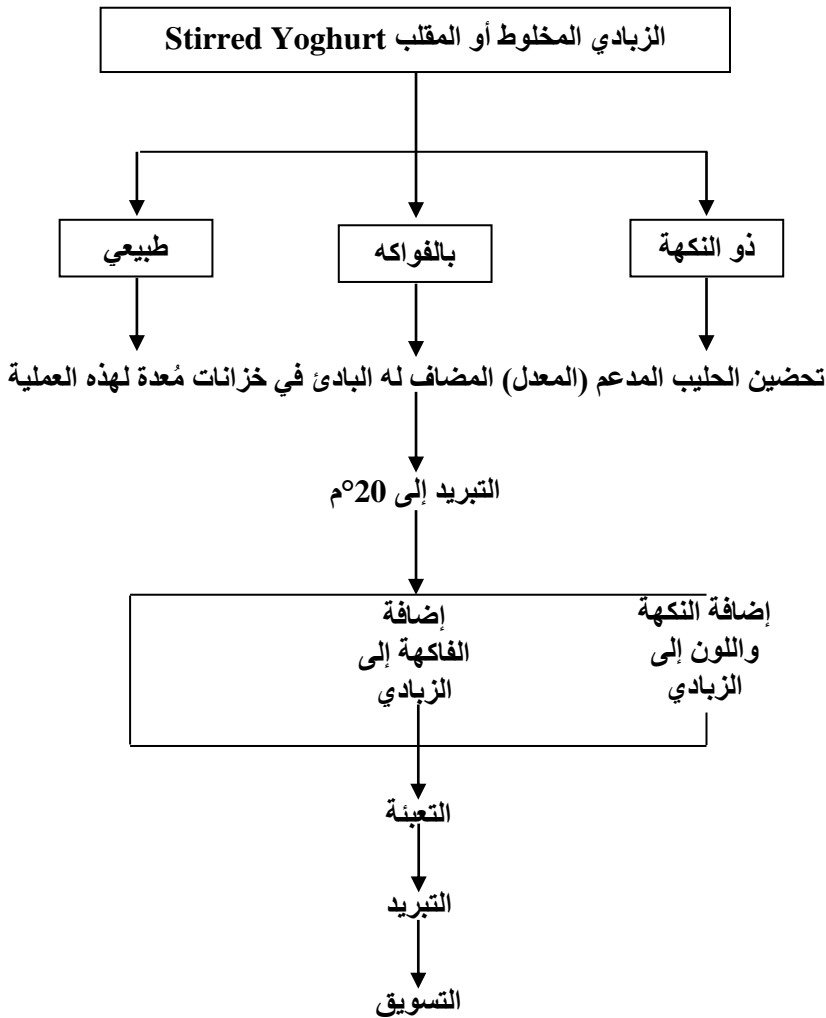 الزبادي المخلوط أو المقلب Stirred Yoghurt
ذو النكهة
بالفواكه
طبيعي
تحضين الحليب المدعم (المعدل) المضاف له البادئ في خزانات مُعدة لهذه العملية
التبريد إلى 20°م
إضافة النكهة
واللون إلى
الزبادي
إضافة
الفاكهة إلى
الزبادي
التعبئة
التبريد
التسويق